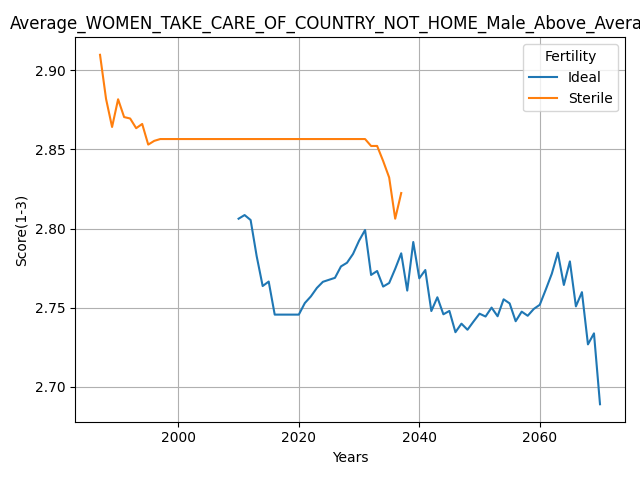 Average_WOMEN_TAKE_CARE_OF_COUNTRY_NOT_HOME_Male_Above_Avera
Fertility
Ideal
Sterile
2.90
2.85
2.80
2.75
2.70
Score(1-3)
2000 2020 2040 2060
Years